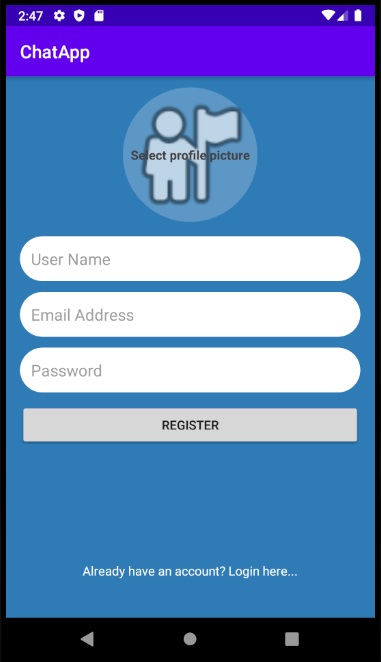 2:47
ChatApp
Select profile picture
User Name
Email Address
Password
REGISTER
Already have an account? Login here...